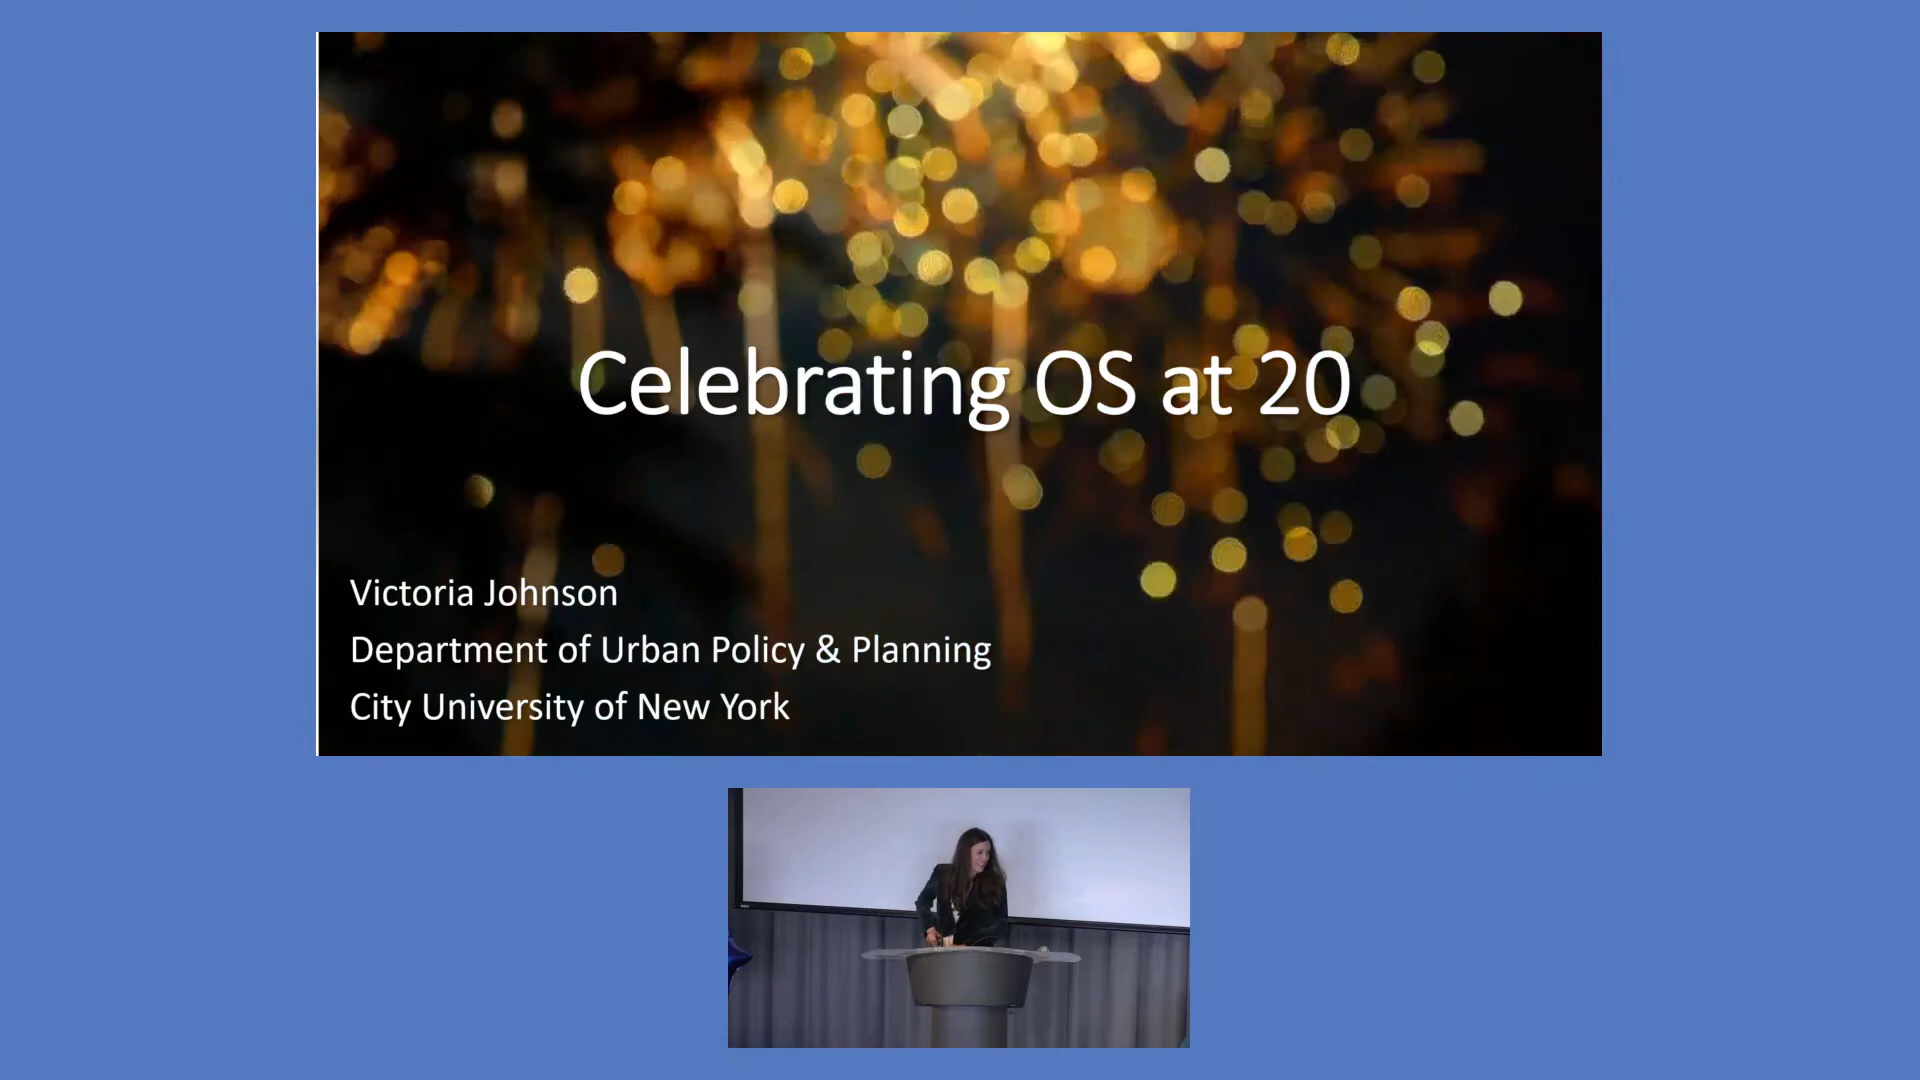 Celebrating OS at 20
Victoria Johnson
Department of Urban Policy & Planning
City University of New York